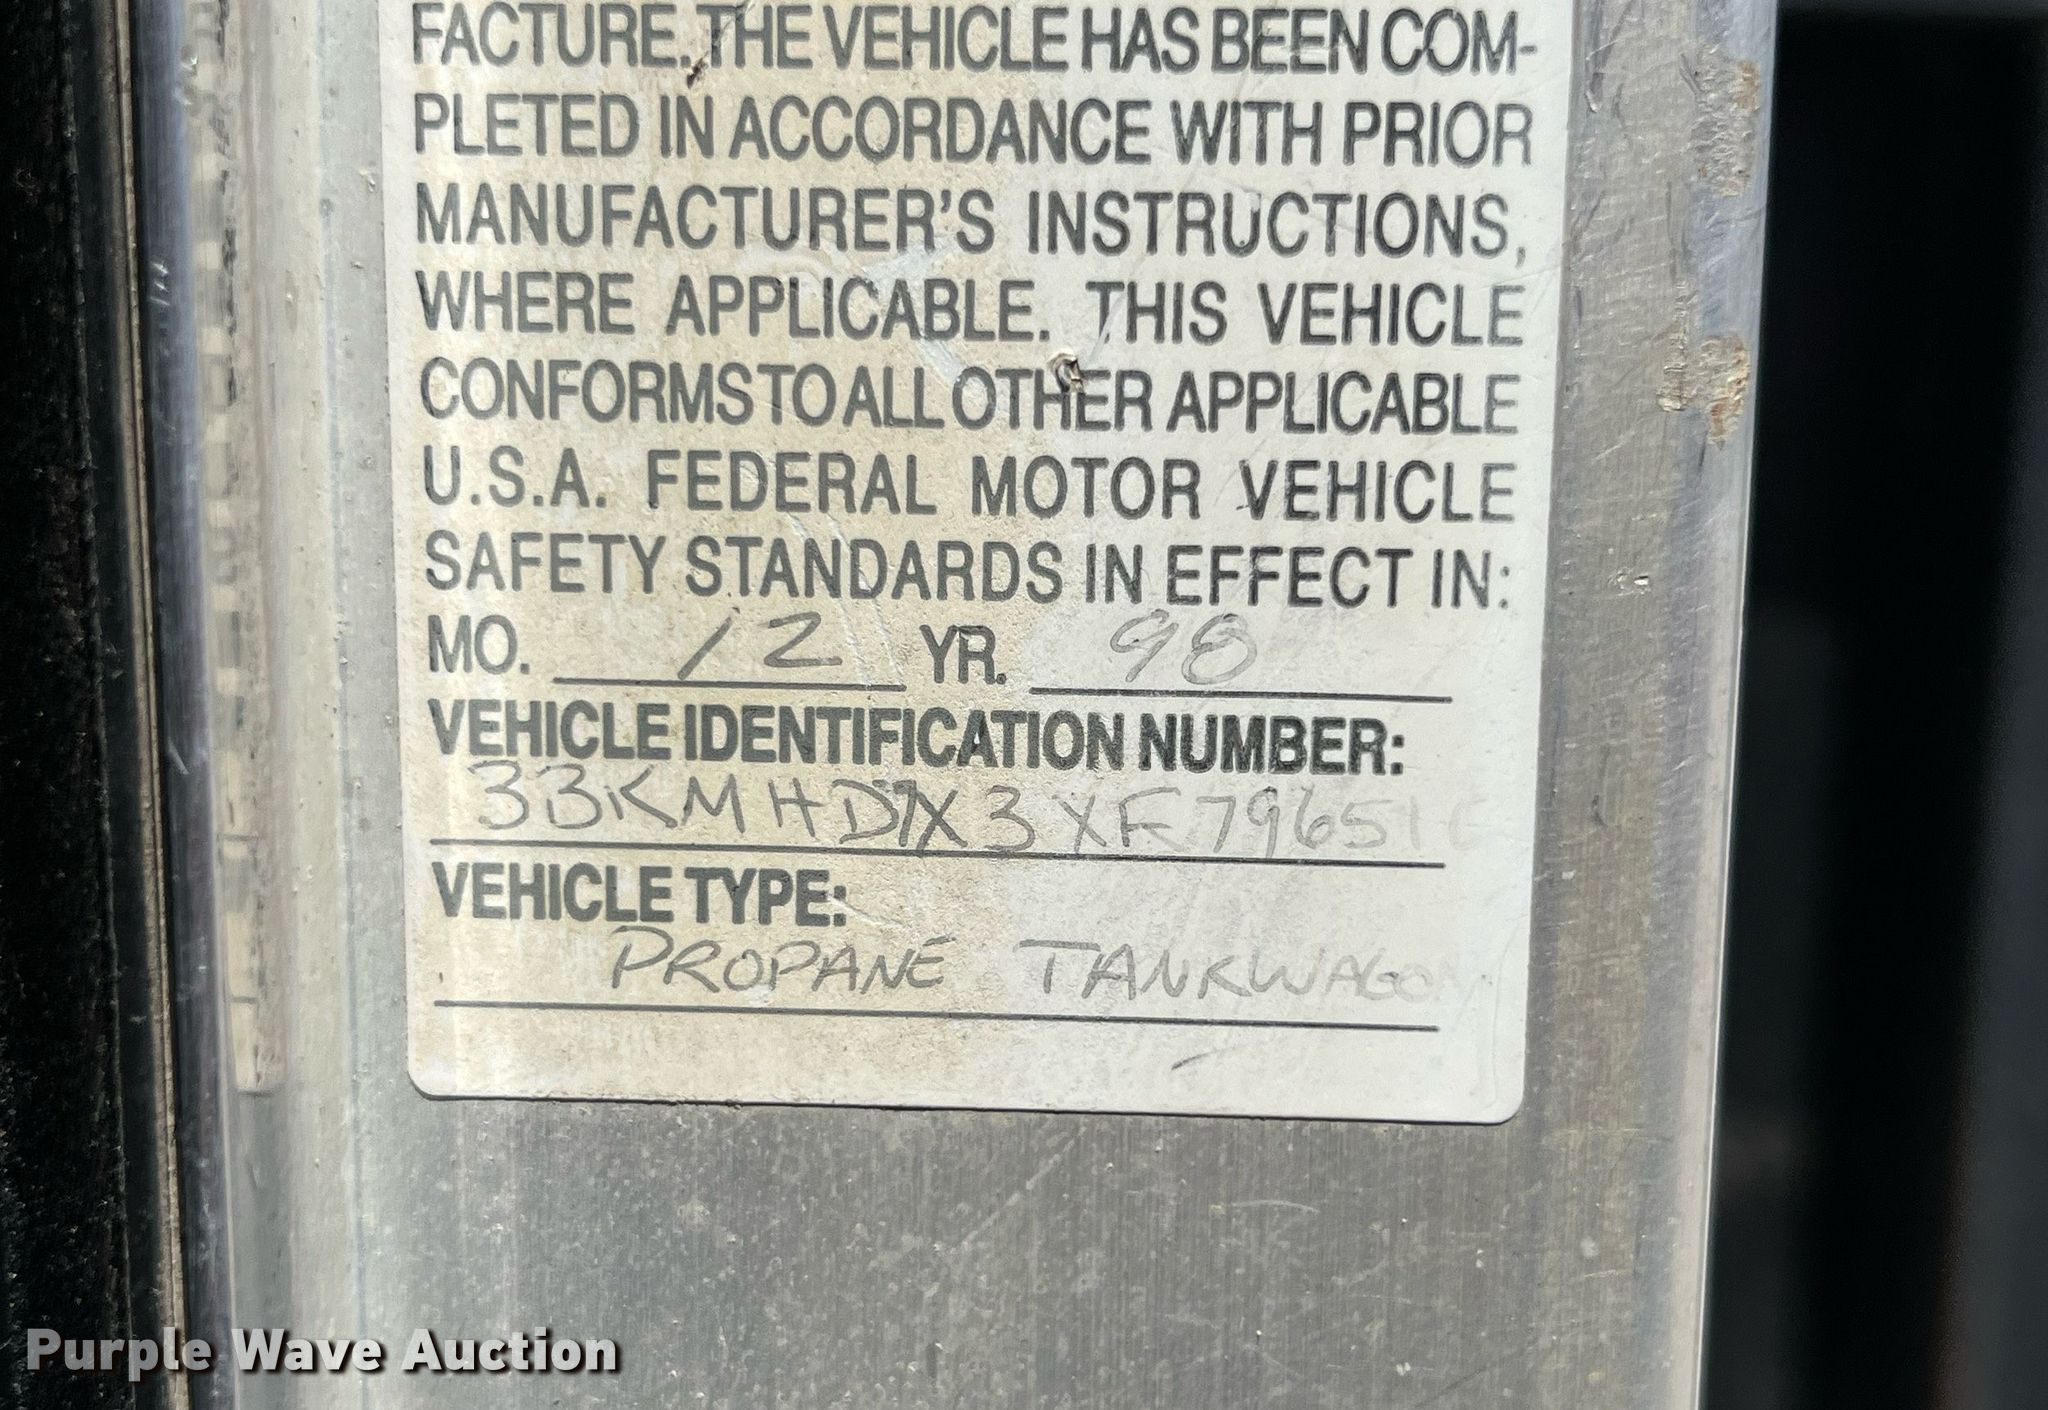 FACTURE. THE VEHICLE HAS BEEN COM-
PLETED IN ACCORDANCE WITH PRIOR
MANUFACTURER'S INSTRUCTIONS,
WHERE APPLICABLE. THIS VEHICLE
CONFORMS TO ALL OTHER APPLICABLE
U.S.A. FEDERAL MOTOR VEHICLE
SAFETY STANDARDS IN EFFECT IN:
MO. 12 YR. 98
VEHICLE IDENTIFICATION NUMBER:
VEHICLE TYPE:
PROPANE TANKWAGON
Purple Wave Auction